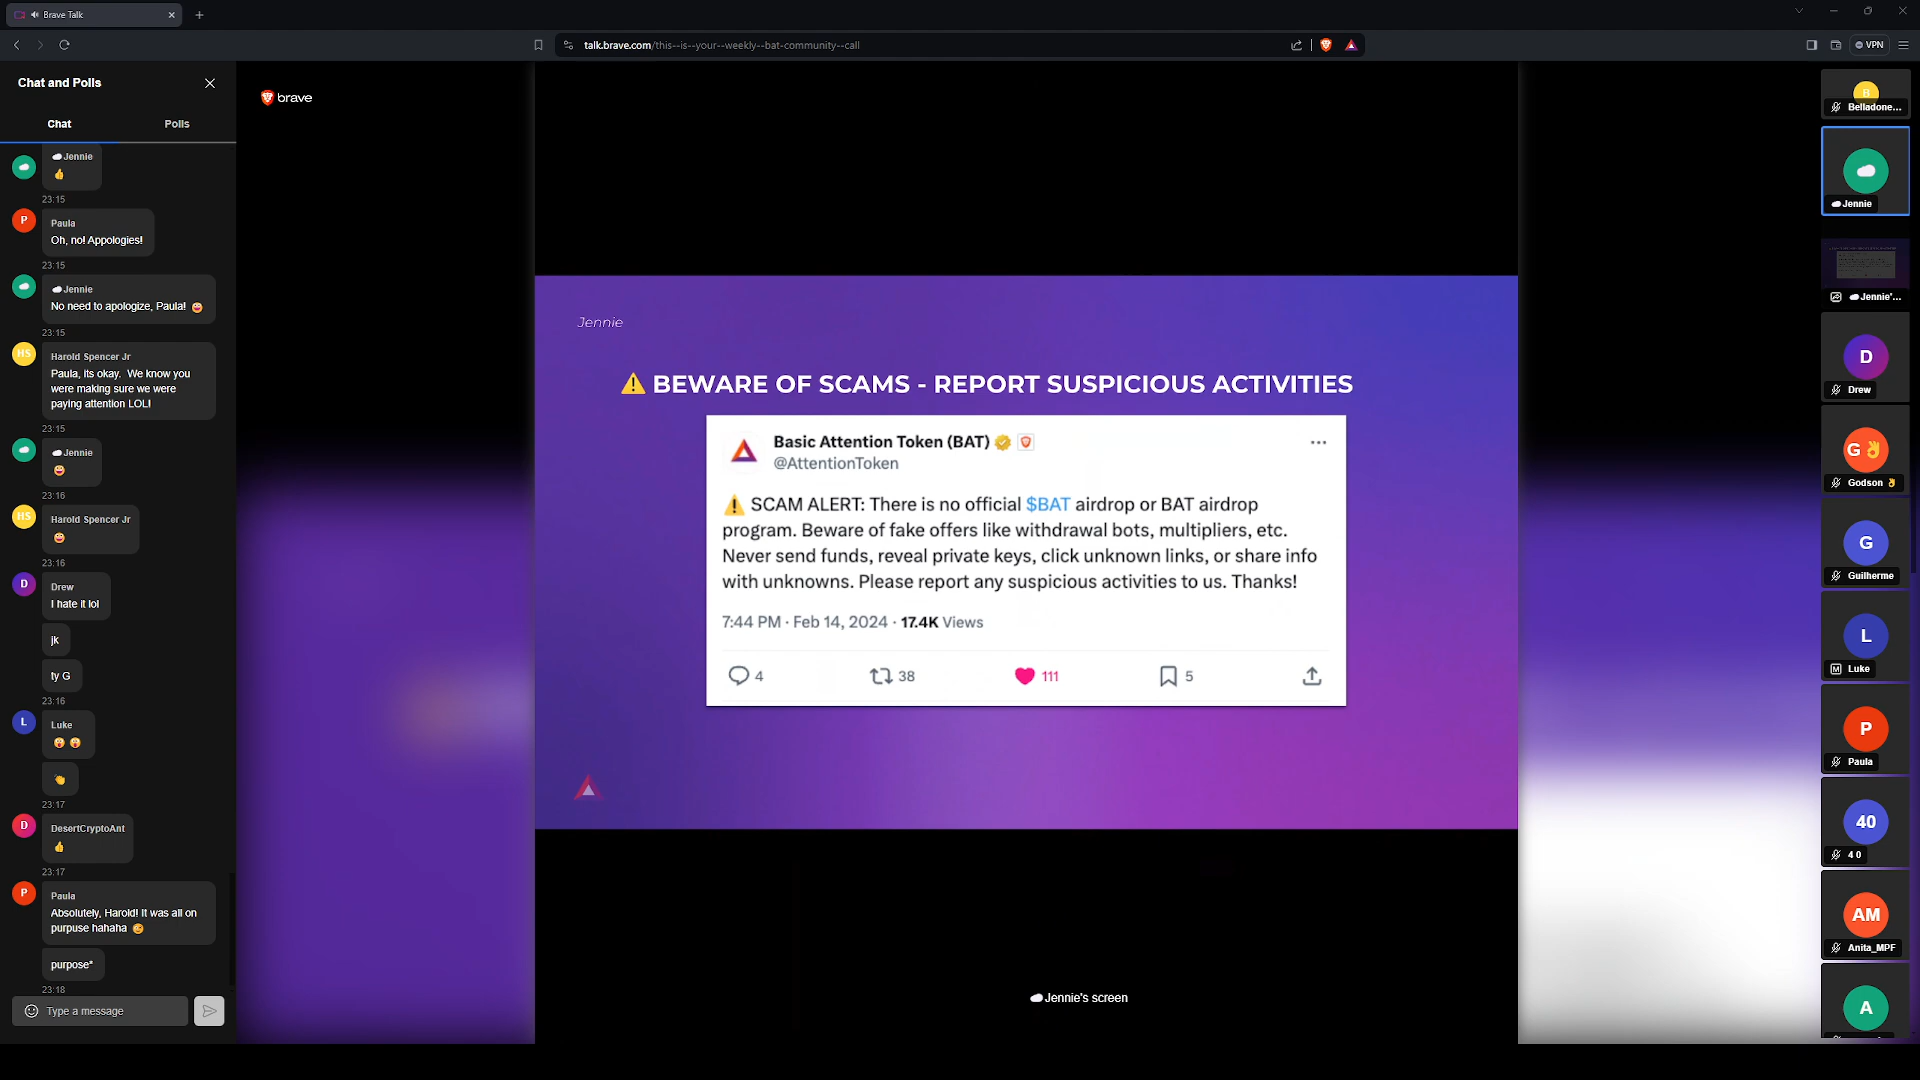 Brave Talk
talk.brave.com/this--is--your--weekly--bat-community--call
VPN
Chat and Polls
Chat
Polls
Jennie
23:15
P
Paula
Oh, no! Appologies!
23:15
Jennie
No need to apologize, Paula!
23:15
HS
Harold Spencer Jr
Paula, its okay. We know you
were making sure we were
paying attention LOL!
23:15
Jennie
23:16
HS
Harold Spencer Jr
23:16
D
Drew
I hate it lol
jk
ty G
23:16
L
Luke
23:17
D
DesertCryptoAnt
23:17
P
Paula
Absolutely, Harold! It was all on
purpuse hahaha
purpose*
23:18
Type a message
brave
Jennie
BEWARE OF SCAMS - REPORT SUSPICIOUS ACTIVITIES
Basic Attention Token (BAT)
@AttentionToken
SCAM ALERT: There is no official $BAT airdrop or BAT airdrop
program. Beware of fake offers like withdrawal bots, multipliers, etc.
Never send funds, reveal private keys, click unknown links, or share info
with unknowns. Please report any suspicious activities to us. Thanks!
7:44 PM · Feb 14, 2024 · 17.4K Views
4 38 111 5
Jennie's screen
B
Belladone...
Jennie
Jennie'...
D
Drew
G
Godson
G
Guilherme
L
M Luke
P
Paula
40
4 0
AM
Anita_MPF
A